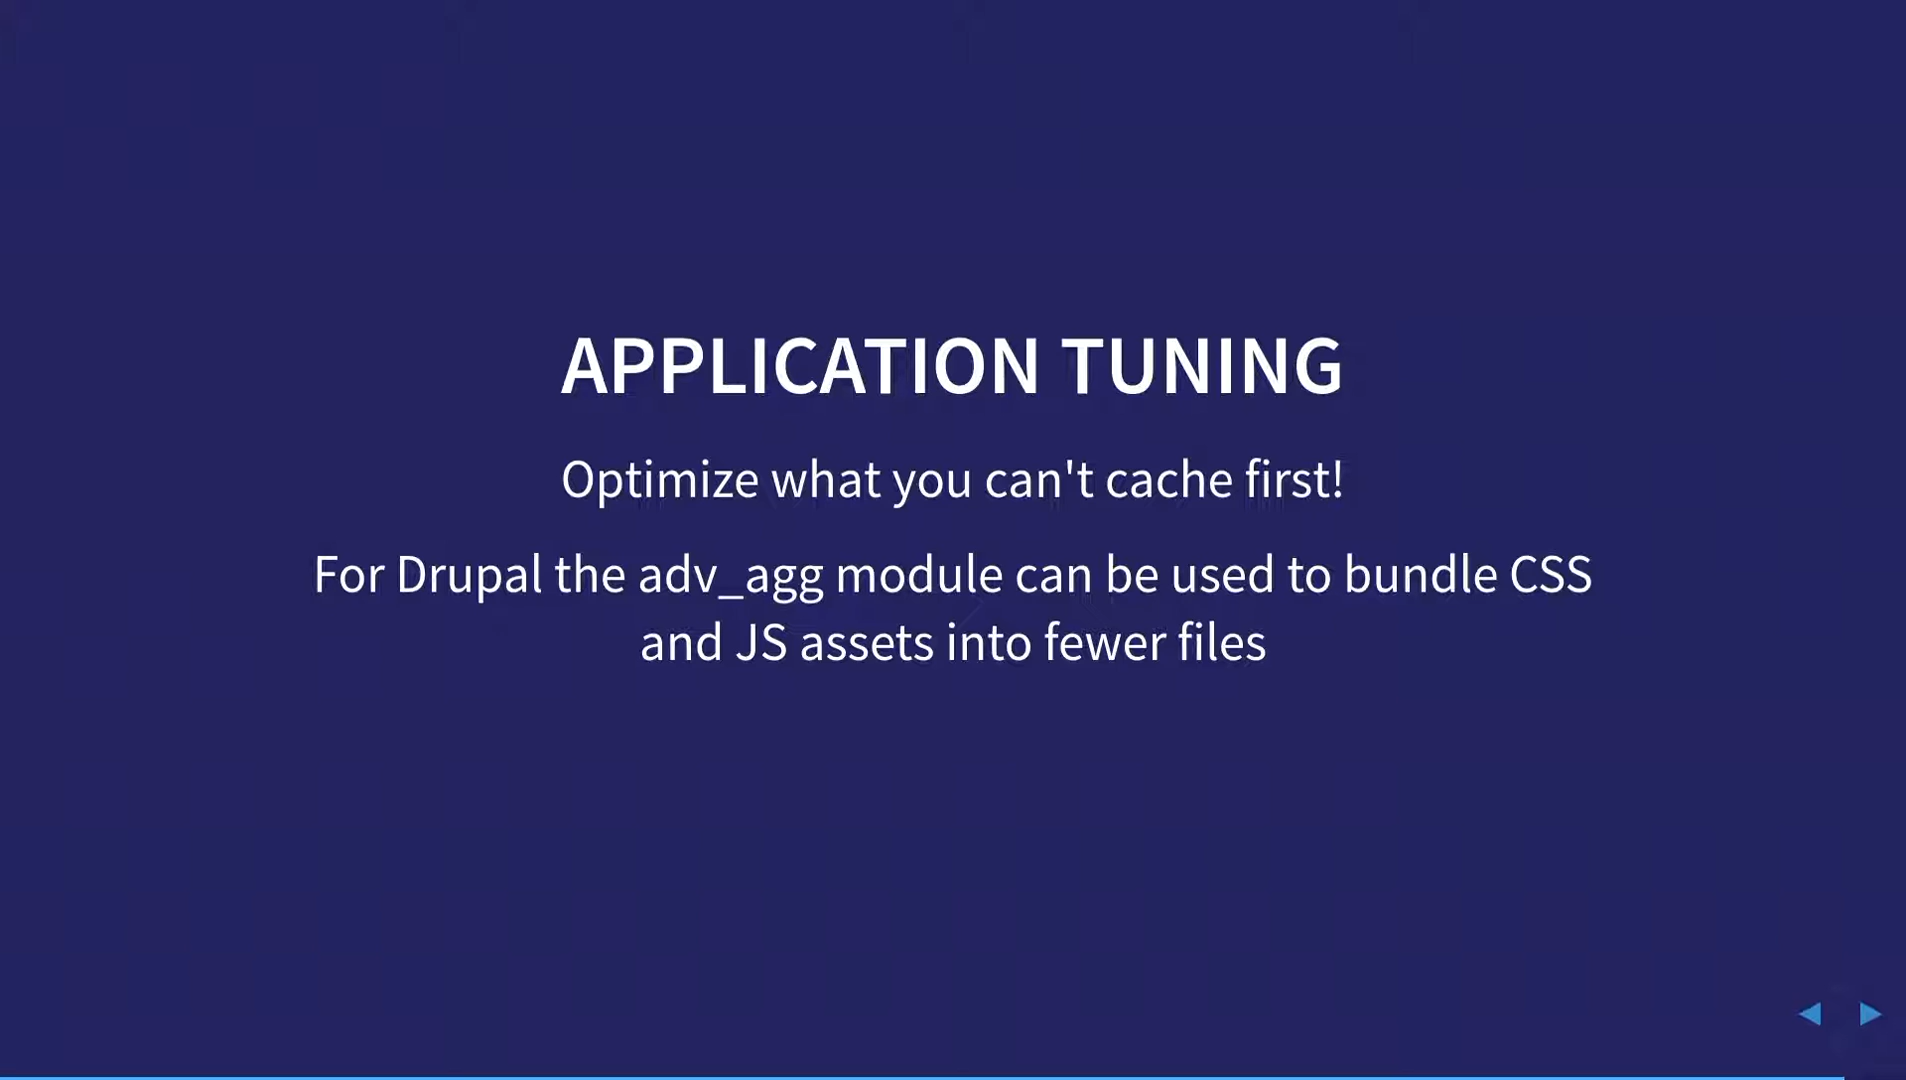 APPLICATION TUNING
Optimize what you can't cache first!
For Drupal the adv_agg module can be used to bundle CSS
and JS assets into fewer files